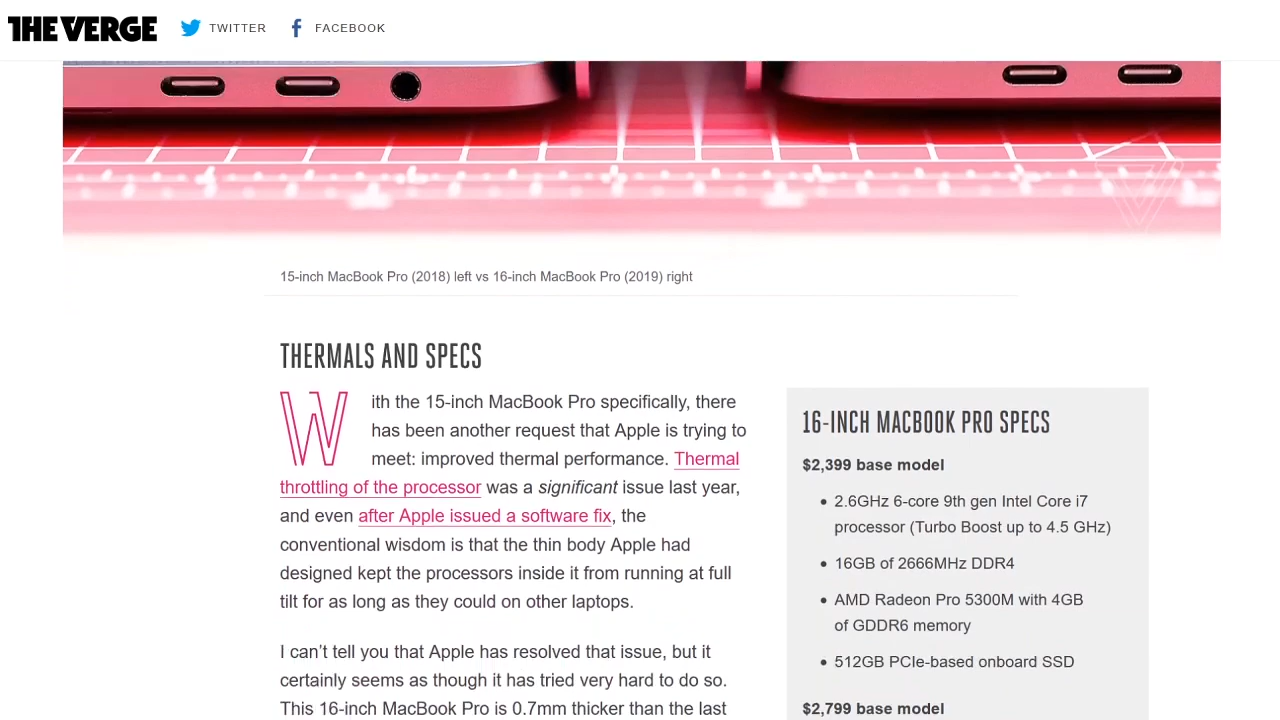 THE VERGE TWITTER FACEBOOK
15-inch MacBook Pro (2018) left vs 16-inch MacBook Pro (2019) right
THERMALS AND SPECS
With the 15-inch MacBook Pro specifically, there
has been another request that Apple is trying to
meet: improved thermal performance. Thermal
throttling of the processor was a significant issue last year,
and even after Apple issued a software fix, the
conventional wisdom is that the thin body Apple had
designed kept the processors inside it from running at full
tilt for as long as they could on other laptops.
I can’t tell you that Apple has resolved that issue, but it
certainly seems as though it has tried very hard to do so.
This 16-inch MacBook Pro is 0.7mm thicker than the last
16-INCH MACBOOK PRO SPECS
$2,399 base model
• 2.6GHz 6-core 9th gen Intel Core i7
processor (Turbo Boost up to 4.5 GHz)
• 16GB of 2666MHz DDR4
• AMD Radeon Pro 5300M with 4GB
of GDDR6 memory
• 512GB PCIe-based onboard SSD
$2,799 base model